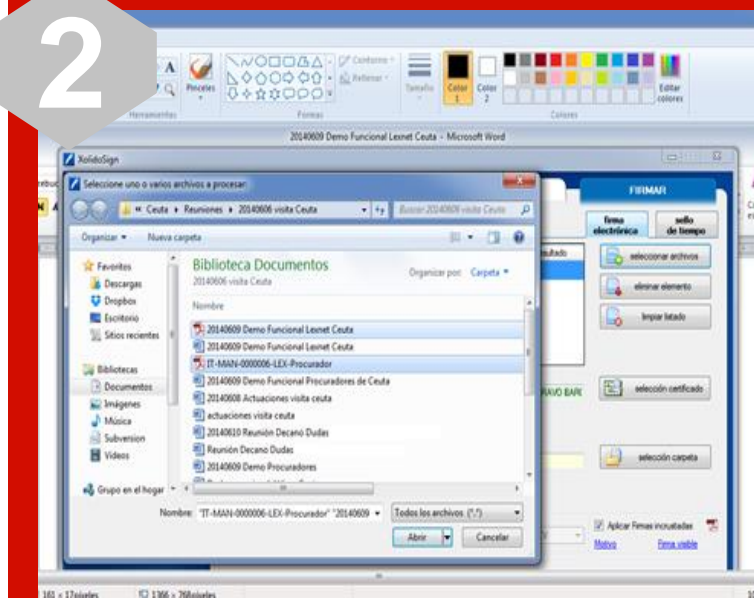 2
A
Pinceles
Contorno
Rellenar
Tamaño
Color
1
Color
2
Editar
colores
Herramientas
Formas
Colores
20140609 Demo Funcional Lexnet Ceuta - Microsoft Word
XolidoSign
Seleccione uno o varios archivos a procesar:
« Ceuta ▸ Reuniones ▸ 20140606 visita Ceuta
Buscar 20140606 visita Ceuta
Organizar
Nueva carpeta
Favoritos
Descargas
Dropbox
Escritorio
Sitios recientes
Bibliotecas
Documentos
Imágenes
Música
Subversion
Vídeos
Grupo en el hogar
Biblioteca Documentos
20140606 visita Ceuta
Organizar por: Carpeta
Nombre
20140609 Demo Funcional Lexnet Ceuta
20140609 Demo Funcional Lexnet Ceuta
IT-MAN-0000006-LEX-Procurador
20140609 Demo Funcional Procuradores de Ceuta
20140608 Actuaciones visita ceuta
actuaciones visita ceuta
20140610 Reunión Decano Dudas
Reunión Decano Dudas
20140609 Demo Procuradores
Nombre: "IT-MAN-0000006-LEX-Procurador" "20140609
Todos los archivos (*.*)
Abrir
Cancelar
FIRMAR
firma
electrónica
sello
de tiempo
seleccionar archivos
eliminar elemento
limpiar listado
selección certificado
selección carpeta
Aplicar Firmas incrustadas
Motivo
Firma visible
161 × 17píxeles
1366 × 768píxeles